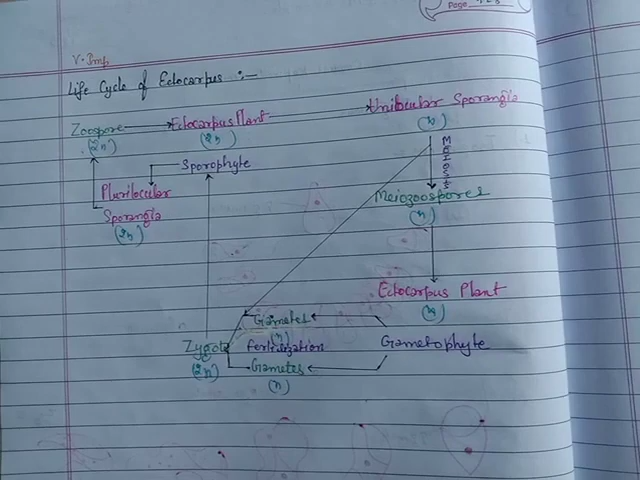 Page
V. Imp
Life Cycle of Ectocarpus :-
Zoospore Ectocarpus Plant Unilocular Sporangia
(2n) (2n) (n)
Meiosis
Sporophyte
Plurilocular
Sporangia
(2n)
Meiozoospores
(n)
Ectocarpus Plant
(n)
Gametes
(n)
Zygote fertilization Gametophyte
(2n)
Gametes
(n)